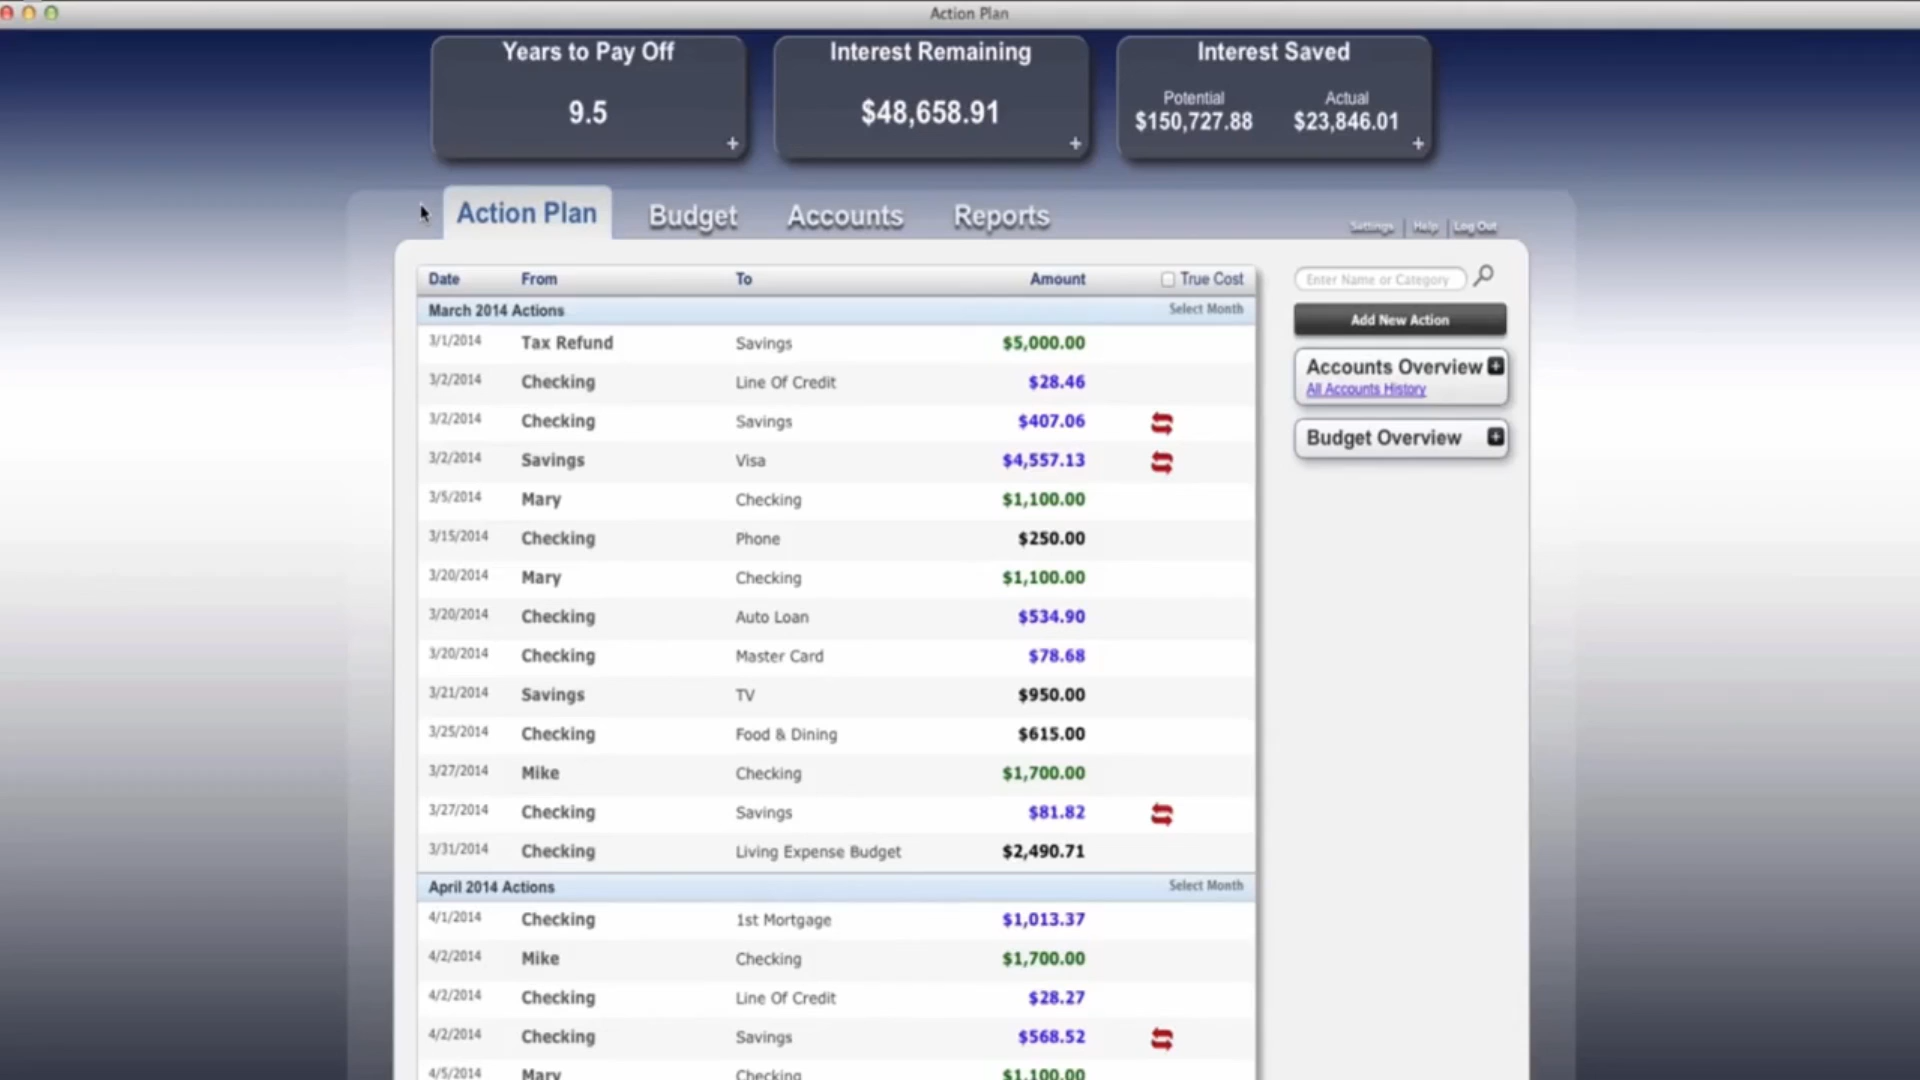 Action Plan
Years to Pay Off
9.5
+
Interest Remaining
$48,658.91
+
Interest Saved
Potential Actual
$150,727.88 $23,846.01
+
Action Plan Budget Accounts Reports
Settings | Help | Log Out
Date From To Amount True Cost
March 2014 Actions Select Month
3/1/2014 Tax Refund Savings $5,000.00
3/2/2014 Checking Line Of Credit $28.46
3/2/2014 Checking Savings $407.06
3/2/2014 Savings Visa $4,557.13
3/5/2014 Mary Checking $1,100.00
3/15/2014 Checking Phone $250.00
3/20/2014 Mary Checking $1,100.00
3/20/2014 Checking Auto Loan $534.90
3/20/2014 Checking Master Card $78.68
3/21/2014 Savings TV $950.00
3/25/2014 Checking Food & Dining $615.00
3/27/2014 Mike Checking $1,700.00
3/27/2014 Checking Savings $81.82
3/31/2014 Checking Living Expense Budget $2,490.71
April 2014 Actions Select Month
4/1/2014 Checking 1st Mortgage $1,013.37
4/2/2014 Mike Checking $1,700.00
4/2/2014 Checking Line Of Credit $28.27
4/2/2014 Checking Savings $568.52
4/5/2014 Mary Checking $1,100.00
Enter Name or Category
Add New Action
Accounts Overview
All Accounts History
Budget Overview